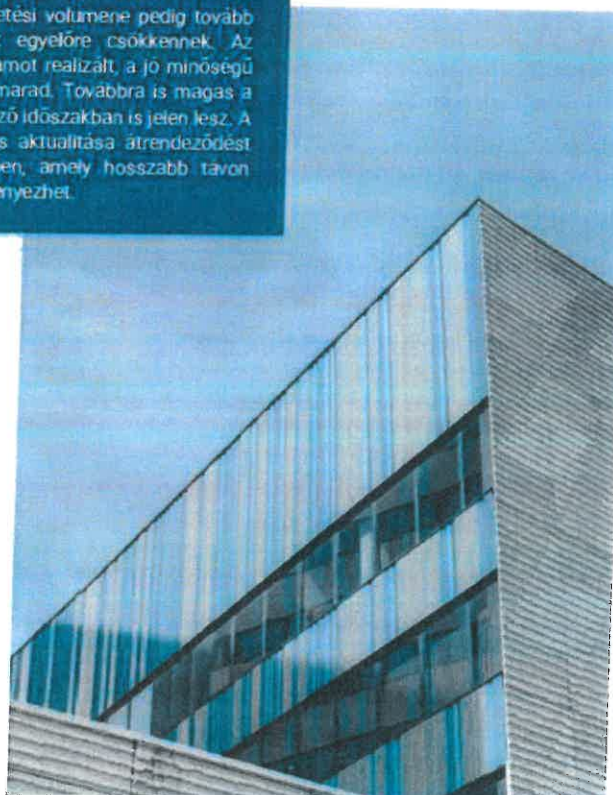 etési volumene pedig tovább
egyelőre csökkennek. Az
amot realizált, a jó minőségű
marad. Továbbra is magas a
ző időszakban is jelen lesz. A
s aktualitása átrendeződést
en, amely hosszabb távon
nyezhet.